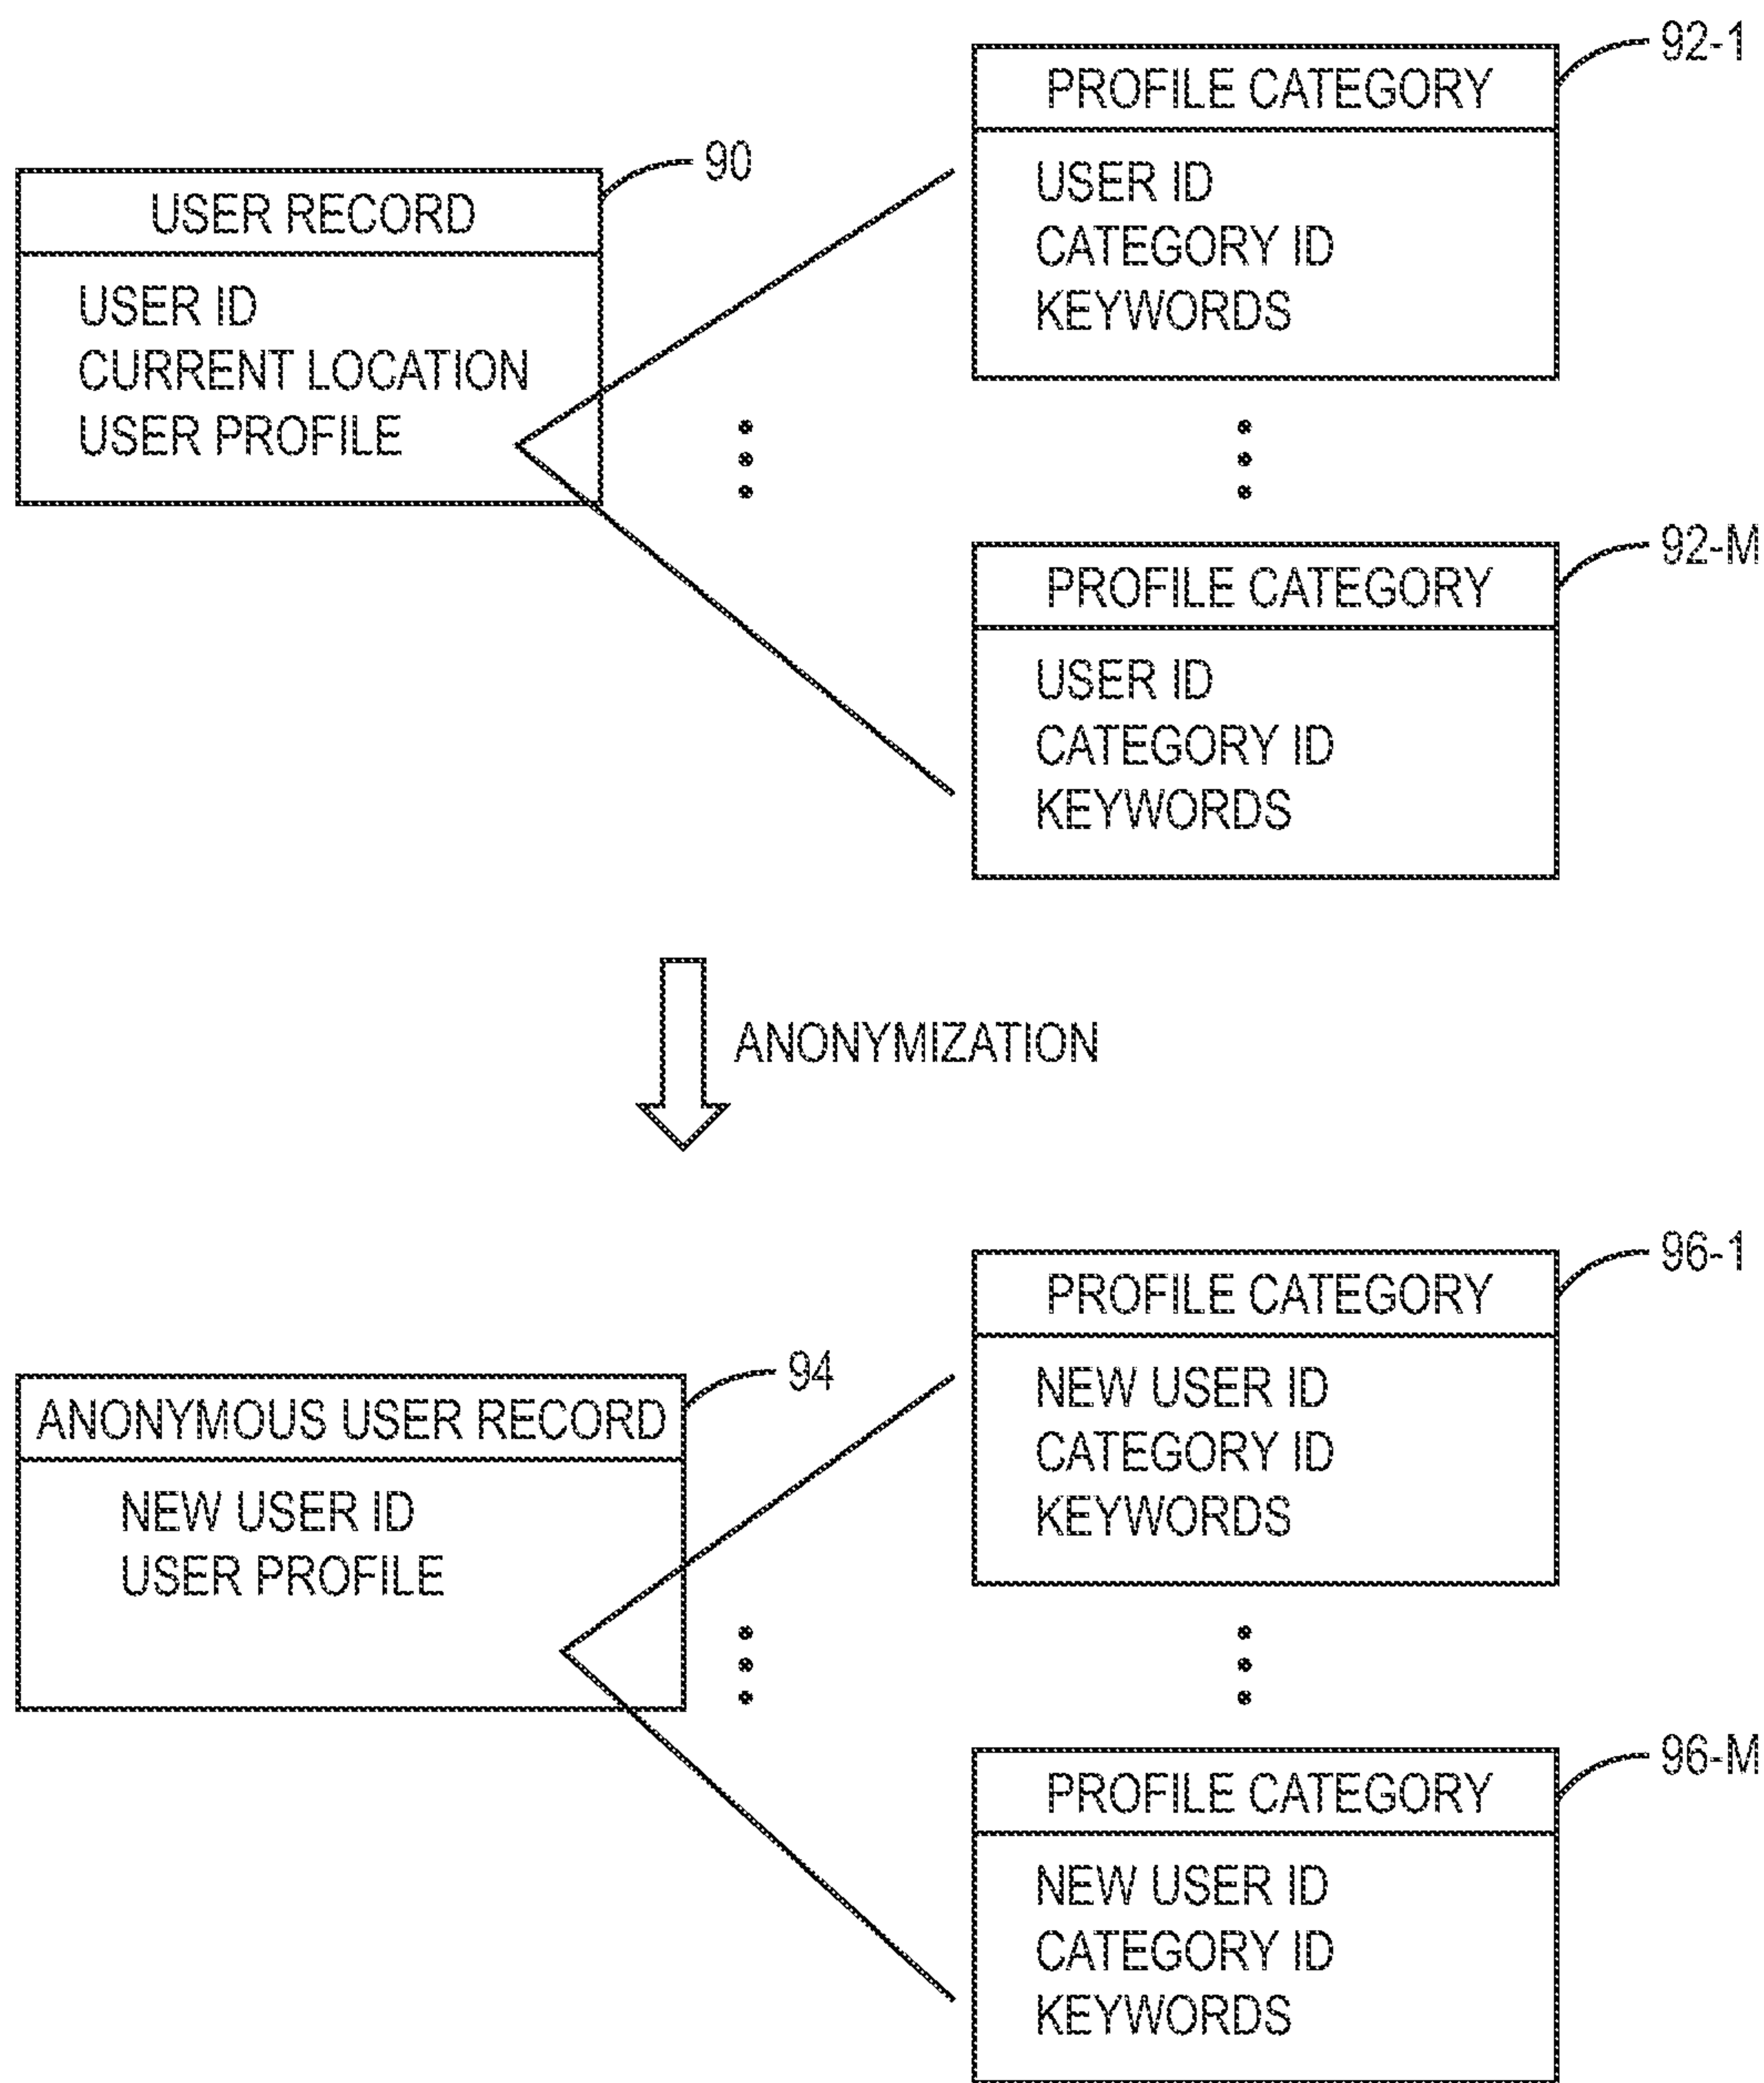 92-1
PROFILE CATEGORY
USER ID
CATEGORY ID
KEYWORDS
90
USER RECORD
USER ID
CURRENT LOCATION
USER PROFILE
92-M
PROFILE CATEGORY
USER ID
CATEGORY ID
KEYWORDS
ANONYMIZATION
96-1
PROFILE CATEGORY
NEW USER ID
CATEGORY ID
KEYWORDS
94
ANONYMOUS USER RECORD
NEW USER ID
USER PROFILE
96-M
PROFILE CATEGORY
NEW USER ID
CATEGORY ID
KEYWORDS